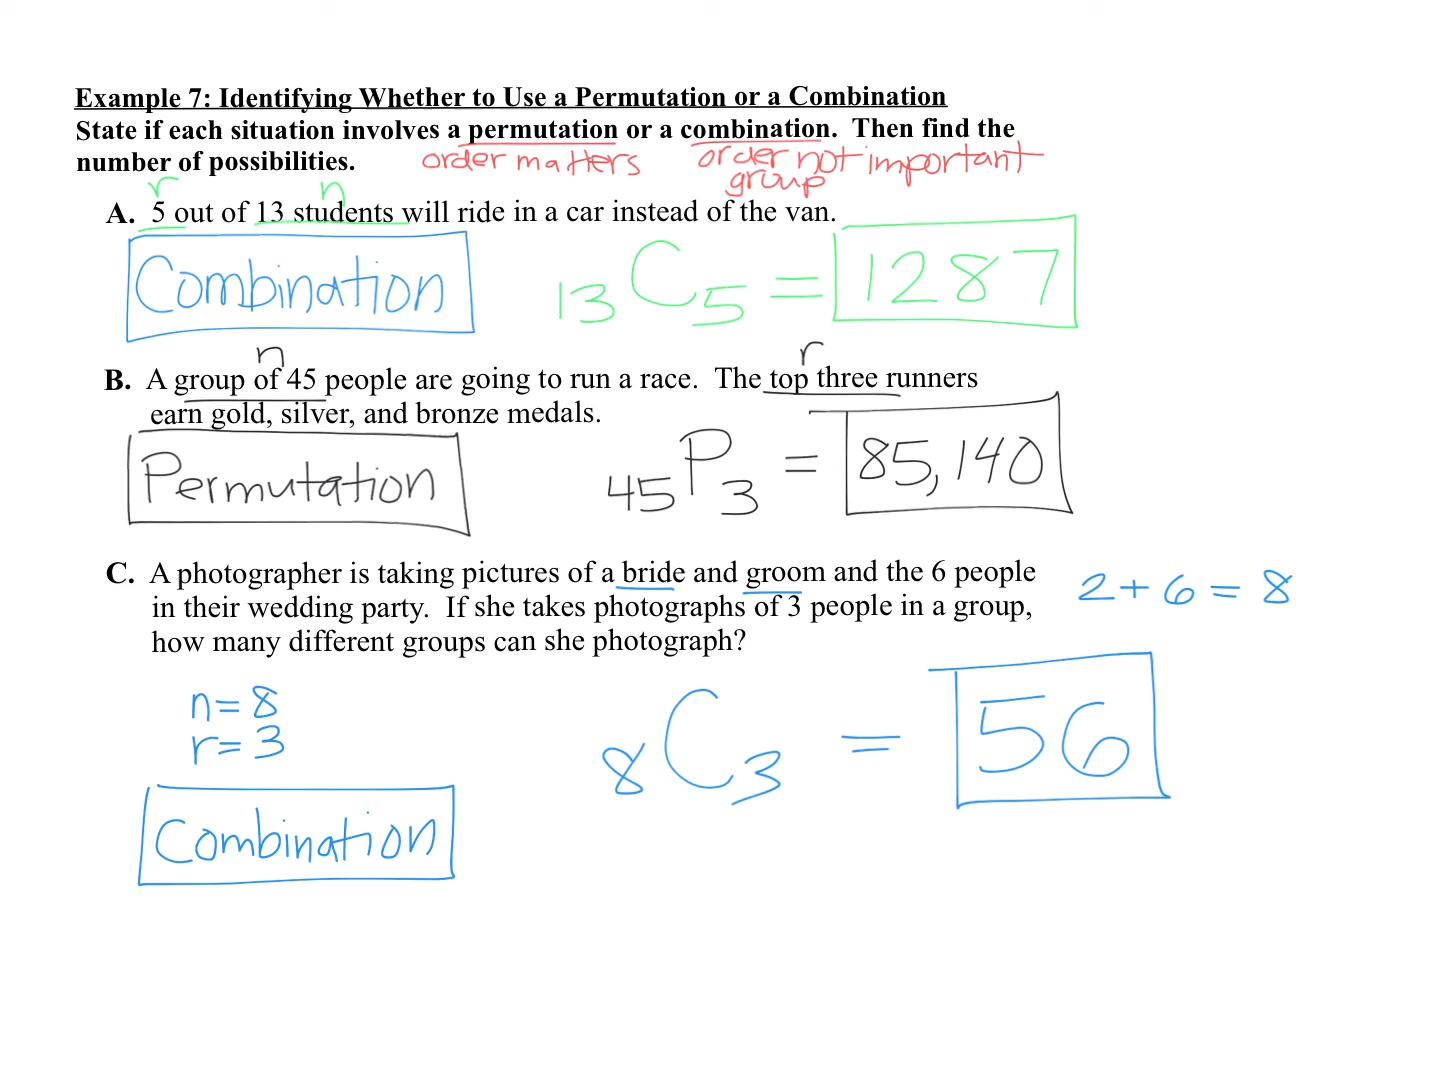 Example 7: Identifying Whether to Use a Permutation or a Combination
State if each situation involves a permutation or a combination. Then find the
number of possibilities.
order matters
order not important
group
r
n
A. 5 out of 13 students will ride in a car instead of the van.
Combination
13C5 = 1287
n
r
B. A group of 45 people are going to run a race. The top three runners
earn gold, silver, and bronze medals.
Permutation
45P3 = 85,140
C. A photographer is taking pictures of a bride and groom and the 6 people
in their wedding party. If she takes photographs of 3 people in a group,
how many different groups can she photograph?
2+6=8
n=8
r=3
8C3 = 56
Combination